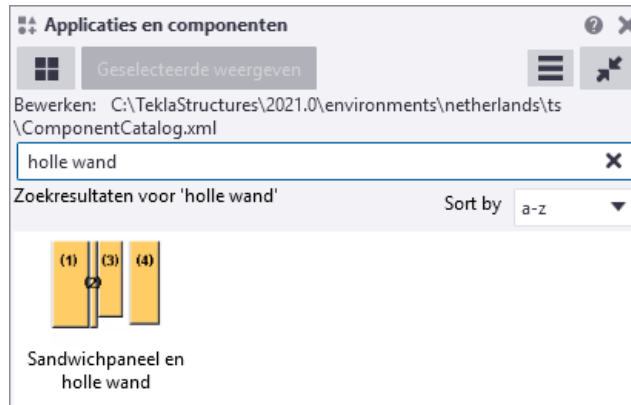 Applicaties en componenten
Geselecteerde weergeven
Bewerken: C:\TeklaStructures\2021.0\environments\netherlands\ts
\ComponentCatalog.xml
holle wand
Zoekresultaten voor 'holle wand'
Sort by a-z
(1) (2) (3) (4)
Sandwichpaneel en
holle wand